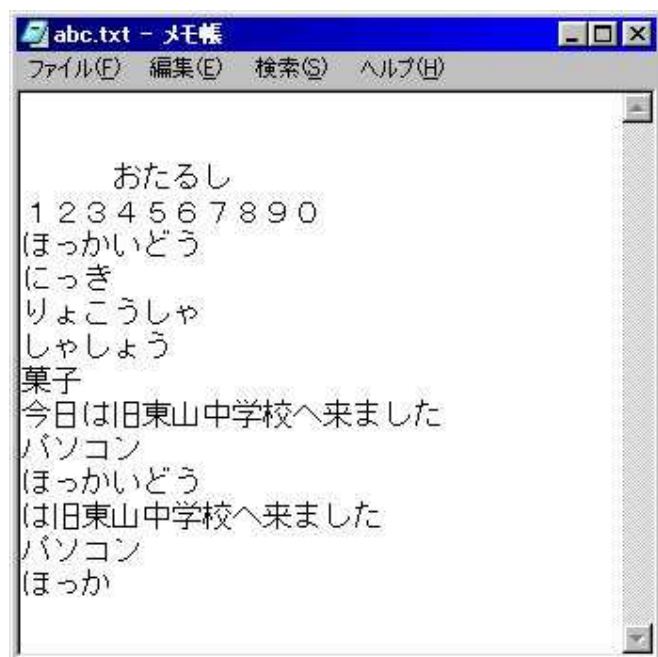 abc.txt - メモ帳
ファイル(F) 編集(E) 検索(S) ヘルプ(H)
おたるし
1234567890
ほっかいどう
にっき
りょこうしゃ
しゃしょう
菓子
今日は旧東山中学校へ来ました
パソコン
ほっかいどう
は旧東山中学校へ来ました
パソコン
ほっか